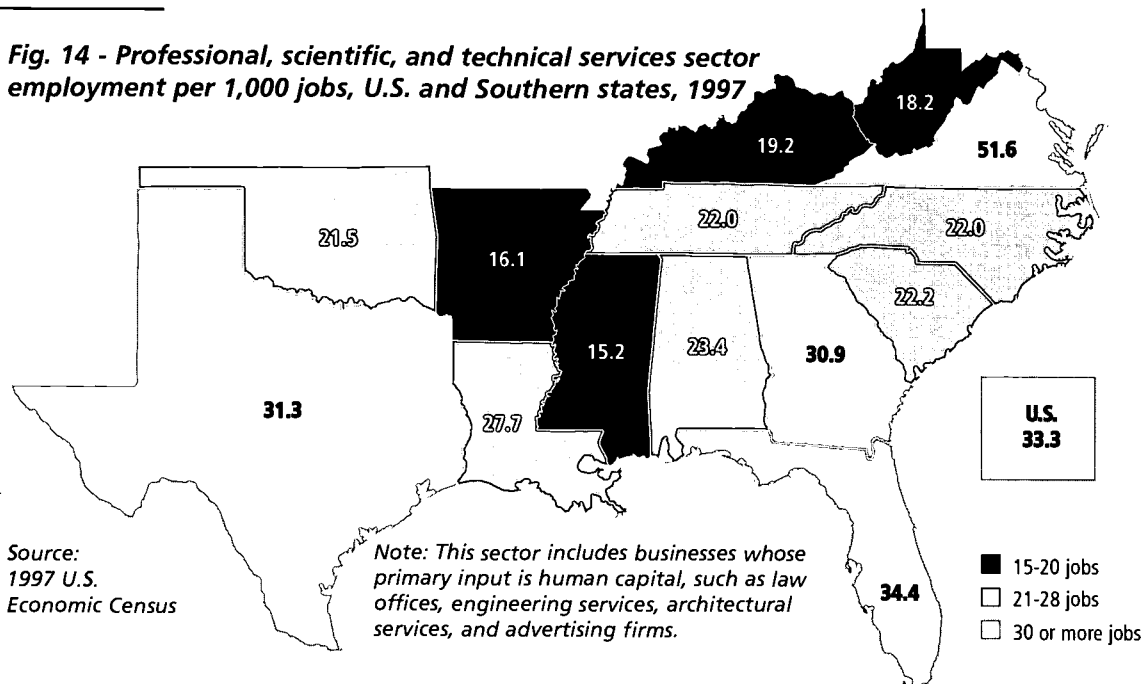 Fig. 14 - Professional, scientific, and technical services sector
employment per 1,000 jobs, U.S. and Southern states, 1997
18.2
19.2
51.6
21.5
22.0
22.0
16.1
22.2
15.2
23.4
30.9
31.3
27.7
U.S.
33.3
34.4
Source:
1997 U.S.
Economic Census
Note: This sector includes businesses whose
primary input is human capital, such as law
offices, engineering services, architectural
services, and advertising firms.
15-20 jobs
21-28 jobs
30 or more jobs